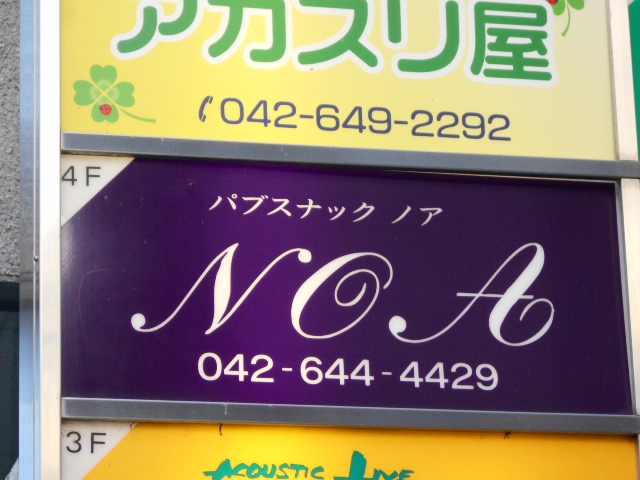 アカスリ屋
042-649-2292
4F
パブスナック ノア
NOA
042-644-4429
3F
ACOUSTIC LIVE